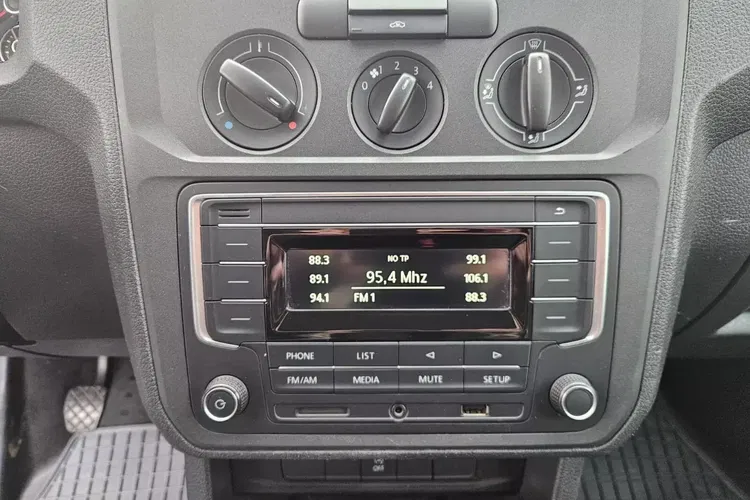 0 1 2 3 4
88.3 NO TP 99.1
89.1 95,4 Mhz 106.1
94.1 FM 1 88.3
PHONE LIST
FM/AM MEDIA MUTE SETUP
OFF